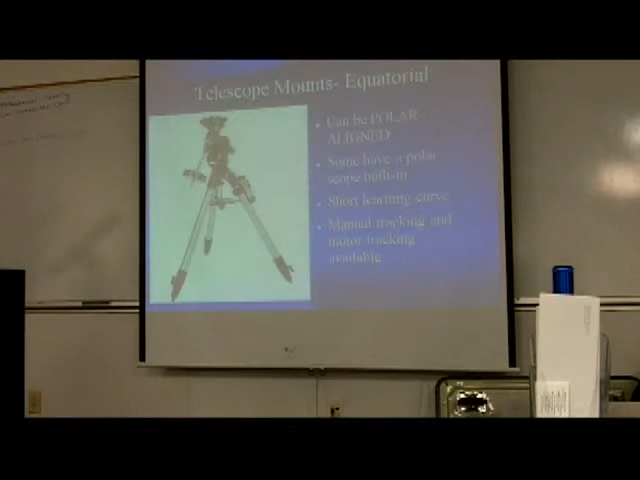 Telescope Mounts- Equatorial
• Can be POLAR
ALIGNED
• Some have a polar
scope built-in
• Short learning curve
• Manual tracking and
motor tracking
available